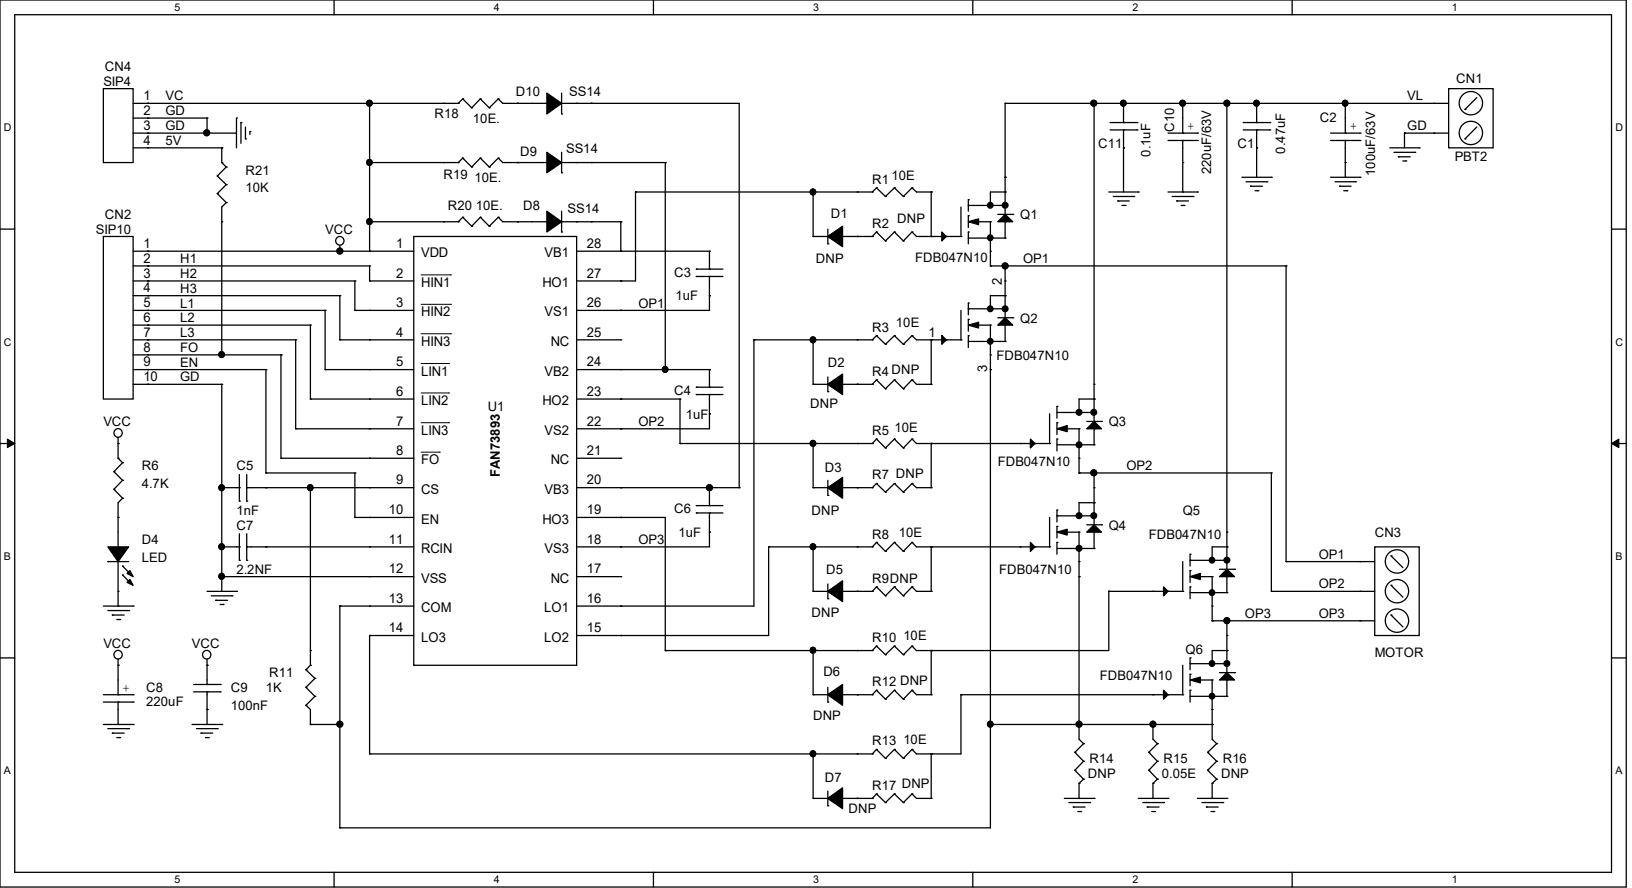 5 4 3 2 1
D
C
B
A
D
C
B
A
CN4
SIP4
1 VC
2 GD
3 GD
4 5V
R21
10K
CN2
SIP10
1
2 H1
3 H2
4 H3
5 L1
6 L2
7 L3
8 FO
9 EN
10 GD
VCC
VCC
R6
4.7K
D4
LED
C5
1nF
C7
2.2NF
VCC
C8
220uF
+
VCC
C9
100nF
R11
1K
R18
10E.
D10
SS14
R19
10E.
D9
SS14
R20 10E.
D8
SS14
U1
FAN73893
1 VDD
2 HIN1
3 HIN2
4 HIN3
5 LIN1
6 LIN2
7 LIN3
8 FO
9 CS
10 EN
11 RCIN
12 VSS
13 COM
14 LO3
VB1 28
HO1 27
VS1 26 OP1
NC 25
VB2 24
HO2 23
VS2 22 OP2
NC 21
VB3 20
HO3 19
VS3 18 OP3
NC 17
LO1 16
LO2 15
C3
1uF
C4
1uF
C6
1uF
R1 10E
D1
DNP
R2 DNP
Q1
FDB047N10
OP1
R3 10E
D2
DNP
R4 DNP
1
2
3
Q2
FDB047N10
R5 10E
D3
DNP
R7 DNP
Q3
FDB047N10
OP2
R8 10E
D5
DNP
R9 DNP
Q4
FDB047N10
R10 10E
D6
DNP
R12 DNP
Q5
FDB047N10
OP3
R13 10E
D7
DNP
R17 DNP
Q6
FDB047N10
R14
DNP
R15
0.05E
R16
DNP
C11
0.1uF
C10
+
220uF/63V
C1
0.47uF
C2
+
100uF/63V
CN1
VL
GD
PBT2
CN3
OP1
OP2
OP3
MOTOR
5 4 3 2 1